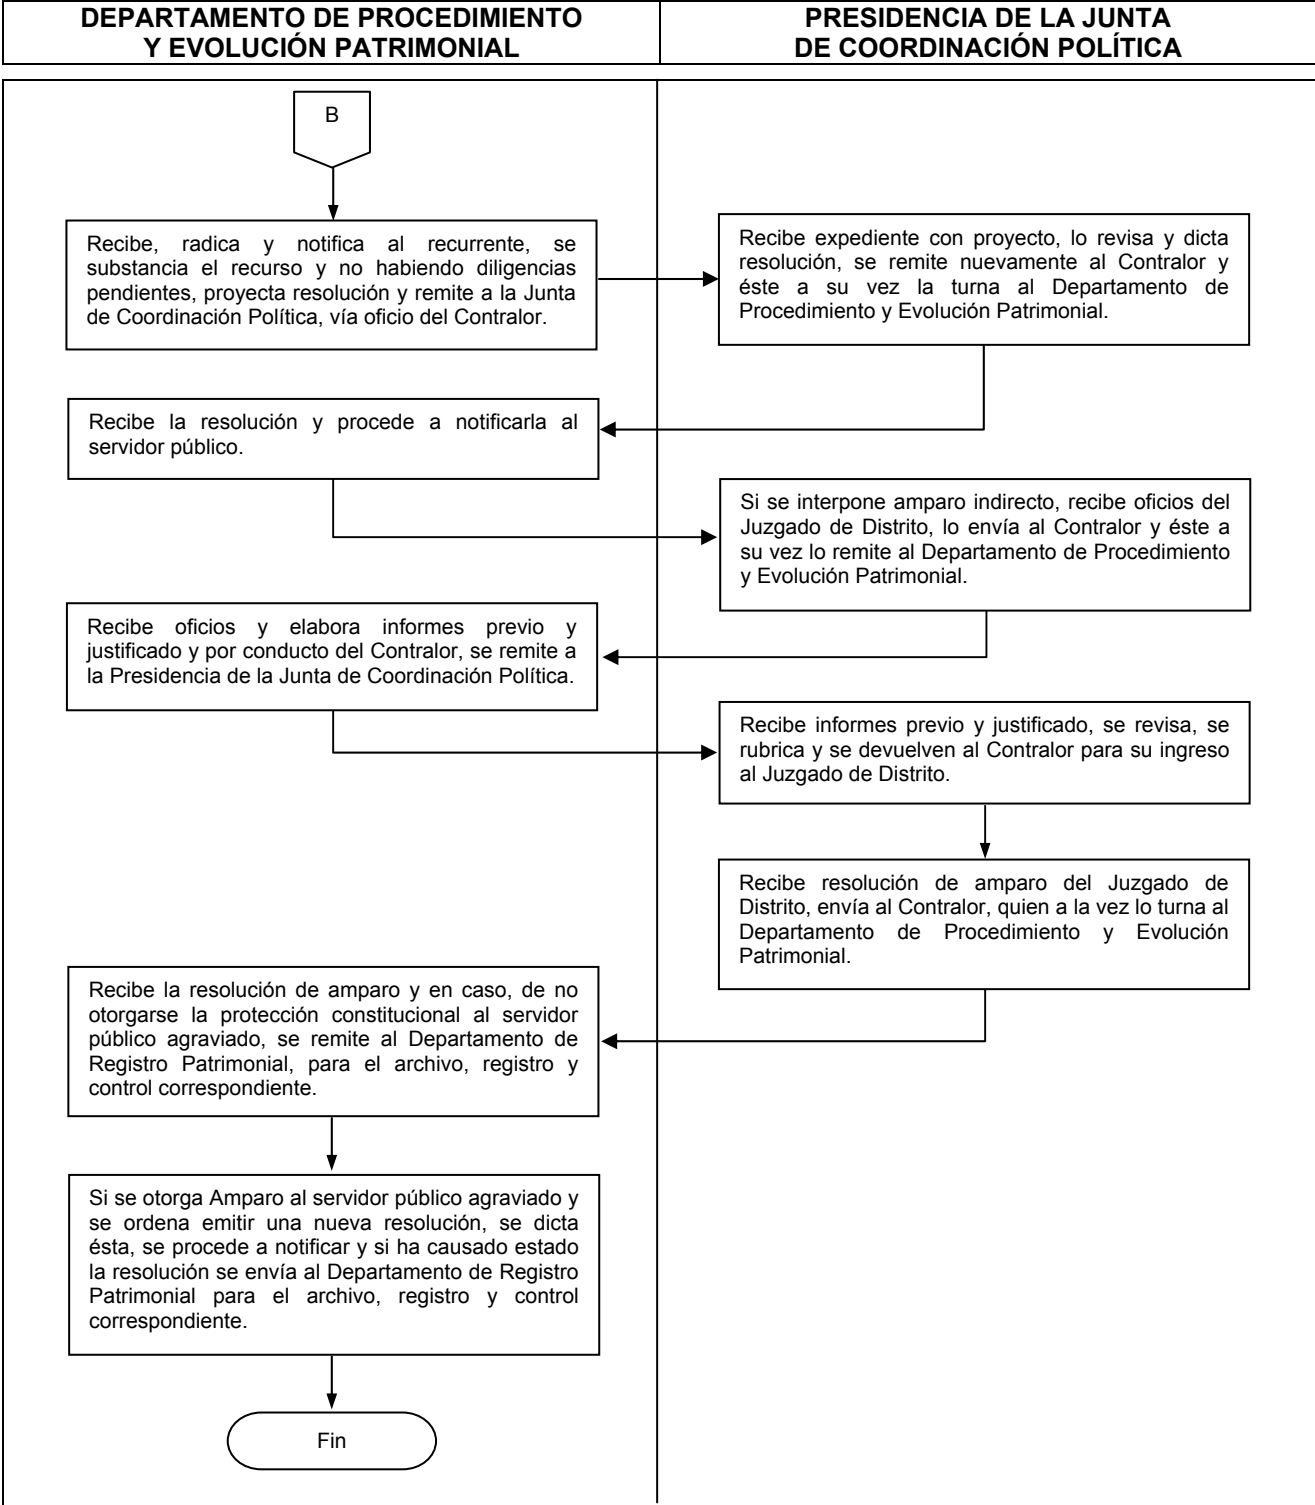 DEPARTAMENTO DE PROCEDIMIENTO
Y EVOLUCIÓN PATRIMONIAL
PRESIDENCIA DE LA JUNTA
DE COORDINACIÓN POLÍTICA
B
Recibe, radica y notifica al recurrente, se
substancia el recurso y no habiendo diligencias
pendientes, proyecta resolución y remite a la Junta
de Coordinación Política, vía oficio del Contralor.
Recibe expediente con proyecto, lo revisa y dicta
resolución, se remite nuevamente al Contralor y
éste a su vez la turna al Departamento de
Procedimiento y Evolución Patrimonial.
Recibe la resolución y procede a notificarla al
servidor público.
Si se interpone amparo indirecto, recibe oficios del
Juzgado de Distrito, lo envía al Contralor y éste a
su vez lo remite al Departamento de Procedimiento
y Evolución Patrimonial.
Recibe oficios y elabora informes previo y
justificado y por conducto del Contralor, se remite a
la Presidencia de la Junta de Coordinación Política.
Recibe informes previo y justificado, se revisa, se
rubrica y se devuelven al Contralor para su ingreso
al Juzgado de Distrito.
Recibe resolución de amparo del Juzgado de
Distrito, envía al Contralor, quien a la vez lo turna al
Departamento de Procedimiento y Evolución
Patrimonial.
Recibe la resolución de amparo y en caso, de no
otorgarse la protección constitucional al servidor
público agraviado, se remite al Departamento de
Registro Patrimonial, para el archivo, registro y
control correspondiente.
Si se otorga Amparo al servidor público agraviado y
se ordena emitir una nueva resolución, se dicta
ésta, se procede a notificar y si ha causado estado
la resolución se envía al Departamento de Registro
Patrimonial para el archivo, registro y control
correspondiente.
Fin